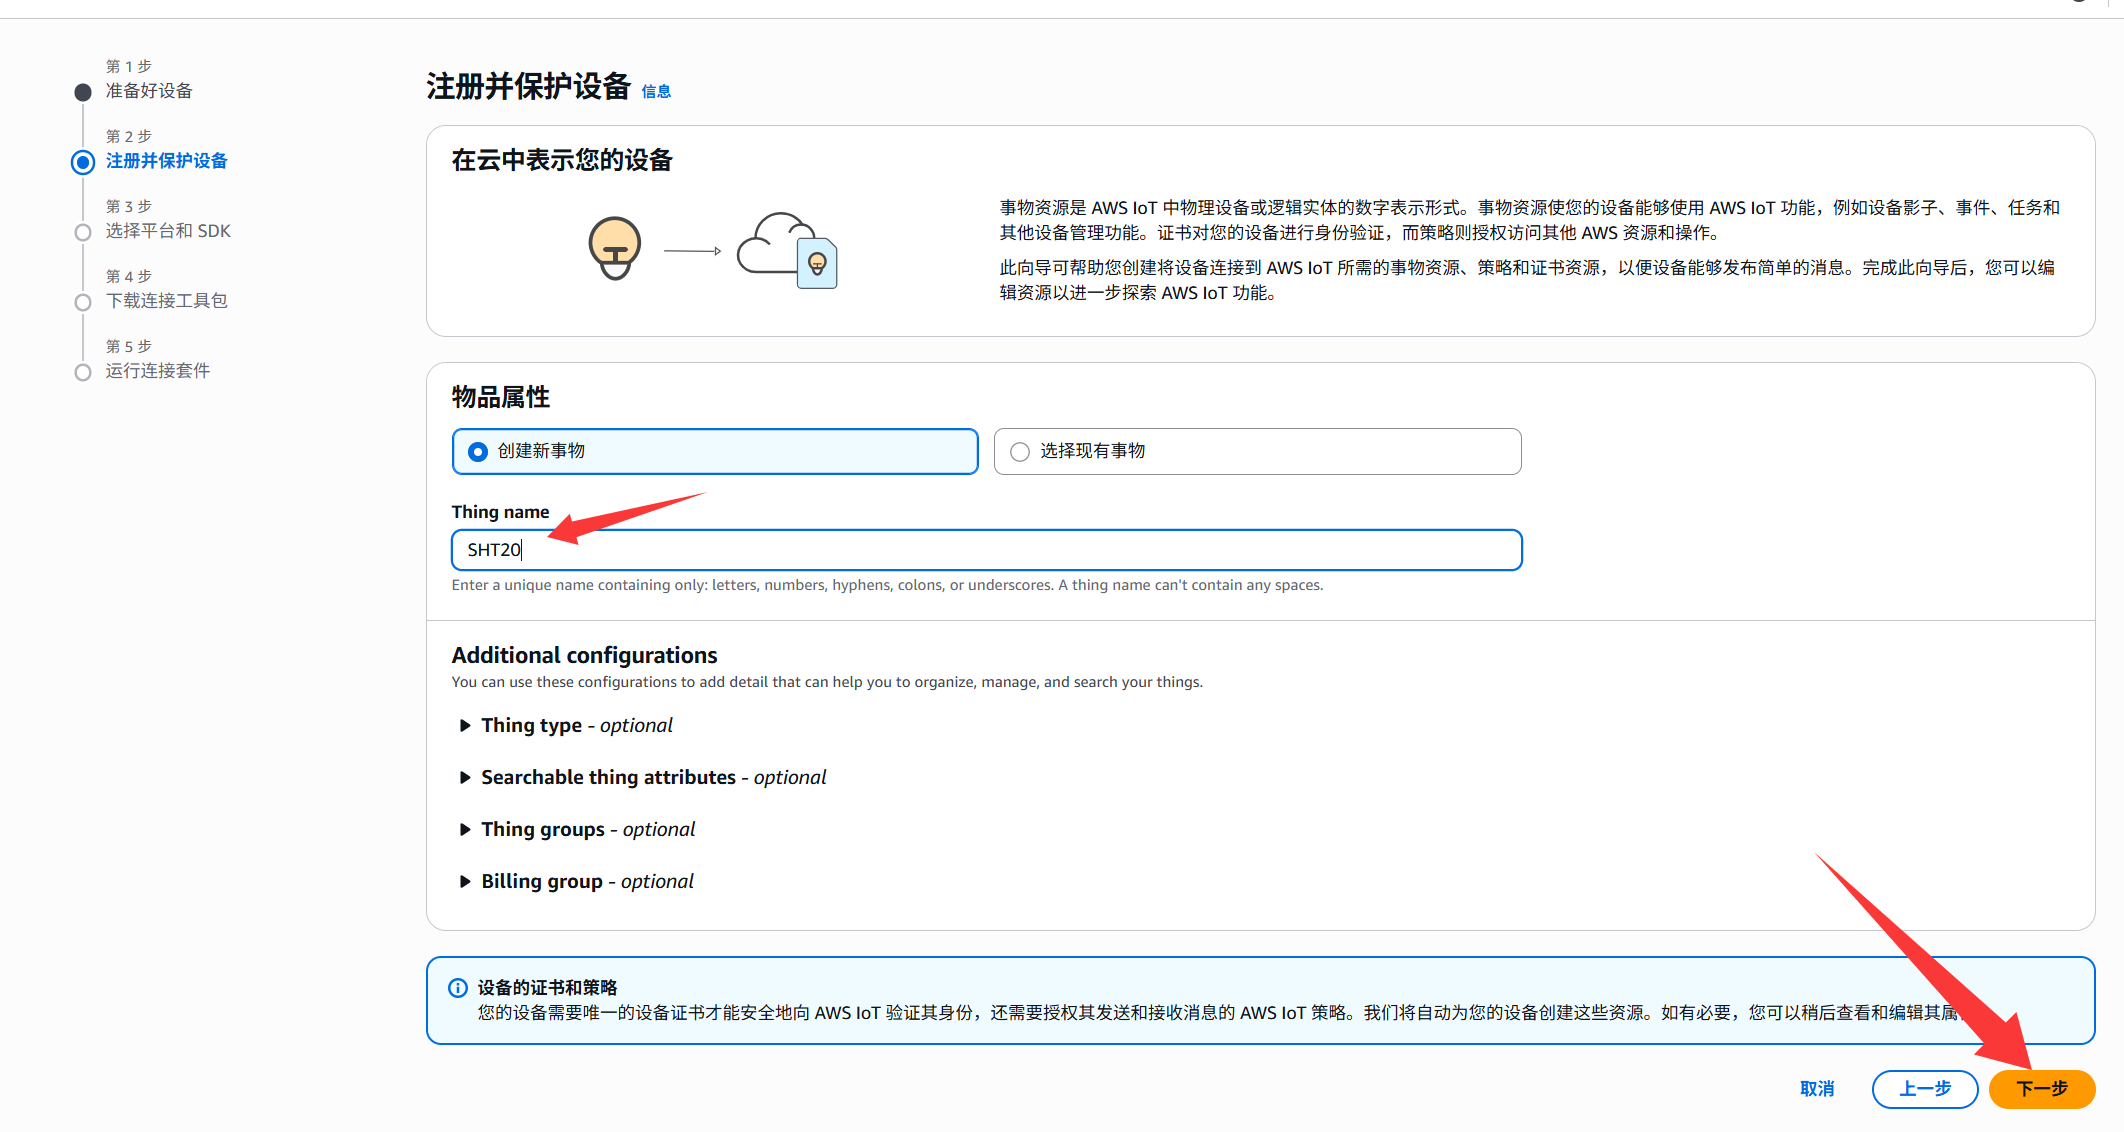 第 1 步
准备好设备
第 2 步
注册并保护设备
第 3 步
选择平台和 SDK
第 4 步
下载连接工具包
第 5 步
运行连接套件
注册并保护设备 信息
在云中表示您的设备
事物资源是 AWS IoT 中物理设备或逻辑实体的数字表示形式。事物资源使您的设备能够使用 AWS IoT 功能，例如设备影子、事件、任务和
其他设备管理功能。证书对您的设备进行身份验证，而策略则授权访问其他 AWS 资源和操作。
此向导可帮助您创建将设备连接到 AWS IoT 所需的事物资源、策略和证书资源，以便设备能够发布简单的消息。完成此向导后，您可以编
辑资源以进一步探索 AWS IoT 功能。
物品属性
创建新事物
选择现有事物
Thing name
SHT20
Enter a unique name containing only: letters, numbers, hyphens, colons, or underscores. A thing name can't contain any spaces.
Additional configurations
You can use these configurations to add detail that can help you to organize, manage, and search your things.
Thing type - optional
Searchable thing attributes - optional
Thing groups - optional
Billing group - optional
设备的证书和策略
您的设备需要唯一的设备证书才能安全地向 AWS IoT 验证其身份，还需要授权其发送和接收消息的 AWS IoT 策略。我们将自动为您的设备创建这些资源。如有必要，您可以稍后查看和编辑其属
取消
上一步
下一步